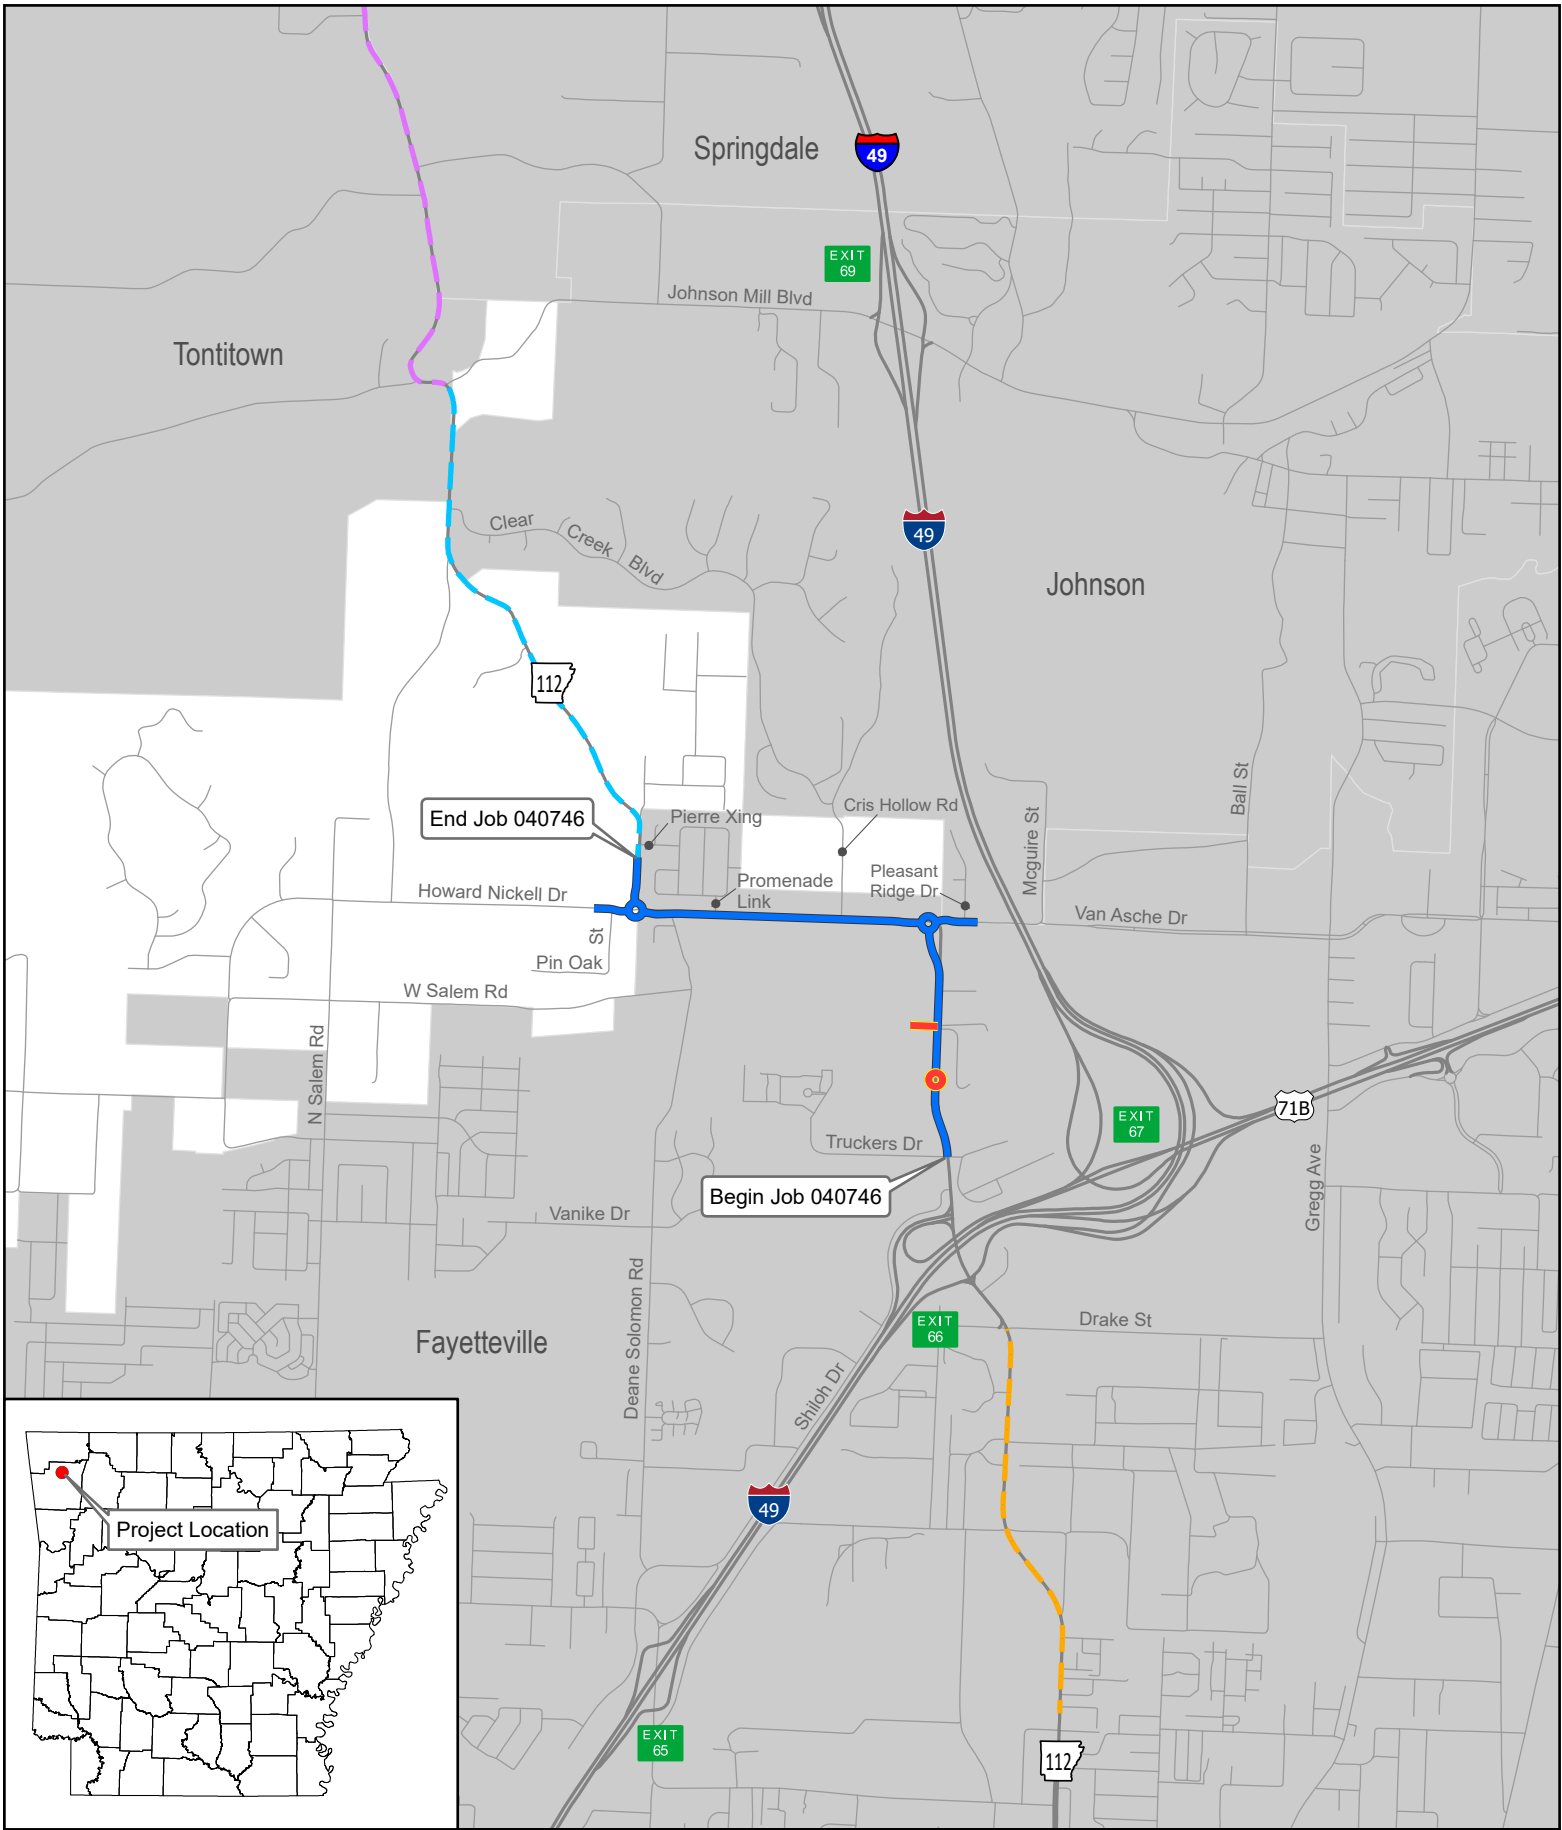 Springdale
49
EXIT
69
Johnson Mill Blvd
Tontitown
Clear
Creek
Blvd
49
Johnson
112
Ball St
Mcguire St
Cris Hollow Rd
End Job 040746
Pierre Xing
Pleasant
Ridge Dr
Promenade
Link
Howard Nickell Dr
Van Asche Dr
St
Pin Oak
W Salem Rd
N Salem Rd
71B
EXIT
67
Truckers Dr
Begin Job 040746
Gregg Ave
Vanike Dr
Deane Solomon Rd
EXIT
66
Drake St
Fayetteville
Shiloh Dr
49
Project Location
EXIT
65
112